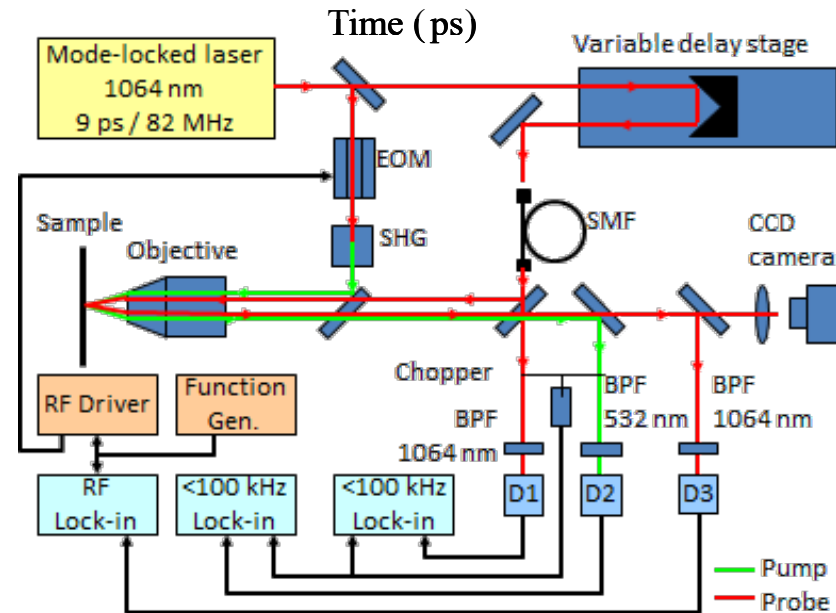 Time (ps)
Mode-locked laser
1064 nm
9 ps / 82 MHz
Variable delay stage
EOM
SHG
SMF
CCD
camera
Sample
Objective
Chopper
BPF
1064 nm
BPF
532 nm
BPF
1064 nm
RF Driver
Function
Gen.
RF
Lock-in
<100 kHz
Lock-in
<100 kHz
Lock-in
D1
D2
D3
Pump
Probe